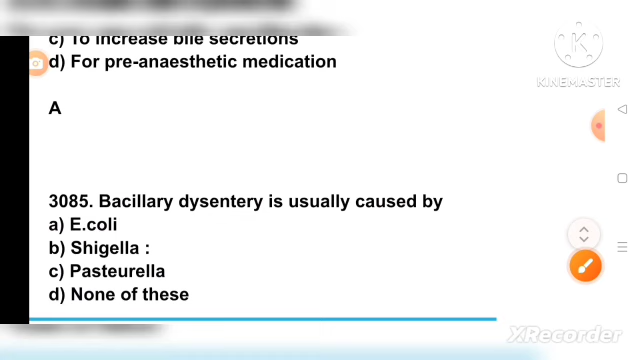 c) To increase bile secretions
d) For pre-anaesthetic medication
A
3085. Bacillary dysentery is usually caused by
a) E.coli
b) Shigella :
c) Pasteurella
d) None of these
KINEMASTER
XRecorder